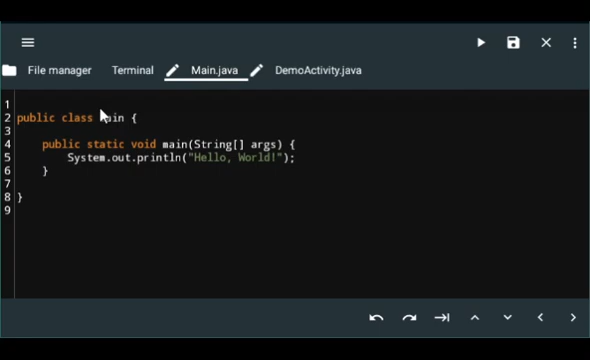 File manager Terminal Main.java DemoActivity.java
1
2 public class ain {
3
4 public static void main(String[] args) {
5 System.out.println("Hello, World!");
6 }
7
8 }
9